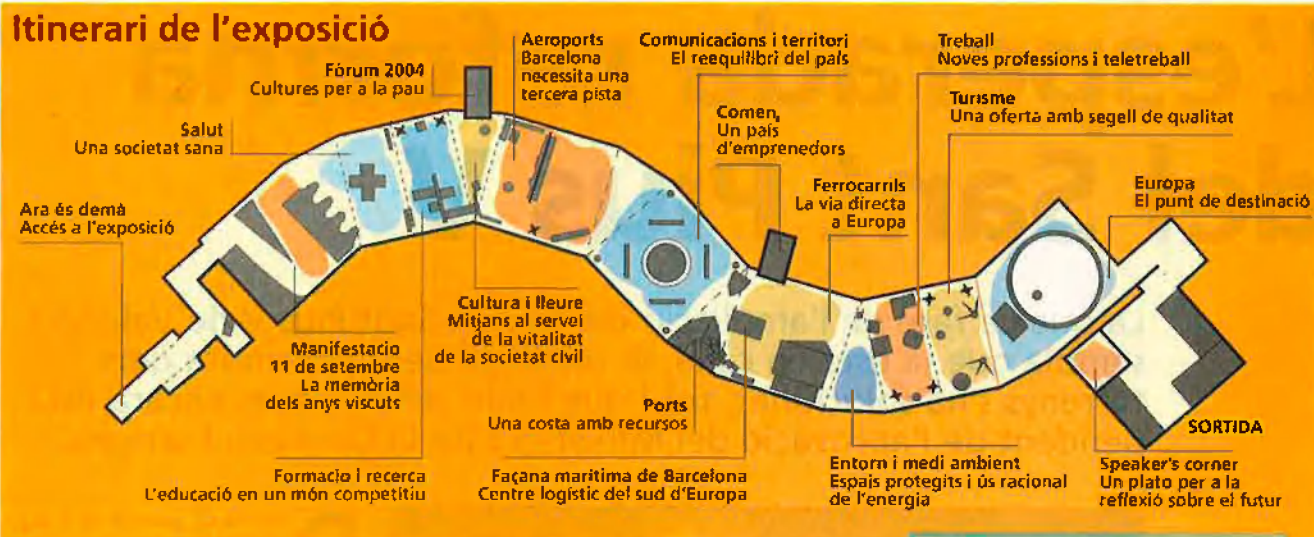 Itinerari de l'exposició
Fòrum 2004
Cultures per a la pau
Salut
Una societat sana
Ara és demà
Accés a l'exposició
Aeroports
Barcelona
necessita una
tercera pista
Comunicacions i territori
El reequilibri del país
Comerç
Un país
d'emprenedors
Treball
Noves professions i teletreball
Turisme
Una oferta amb segell de qualitat
Ferrocarrils
La via directa
a Europa
Europa
El punt de destinació
Manifestacio
11 de setembre
La memòria
dels anys viscuts
Cultura i lleure
Mitjans al servei
de la vitalitat
de la societat civil
Formacio i recerca
L'educació en un món competitiu
Ports
Una costa amb recursos
Façana marítima de Barcelona
Centre logístic del sud d'Europa
Entorn i medi ambient
Espais protegits i ús racional
de l'energia
SORTIDA
Speaker's corner
Un plato per a la
reflexió sobre el futur